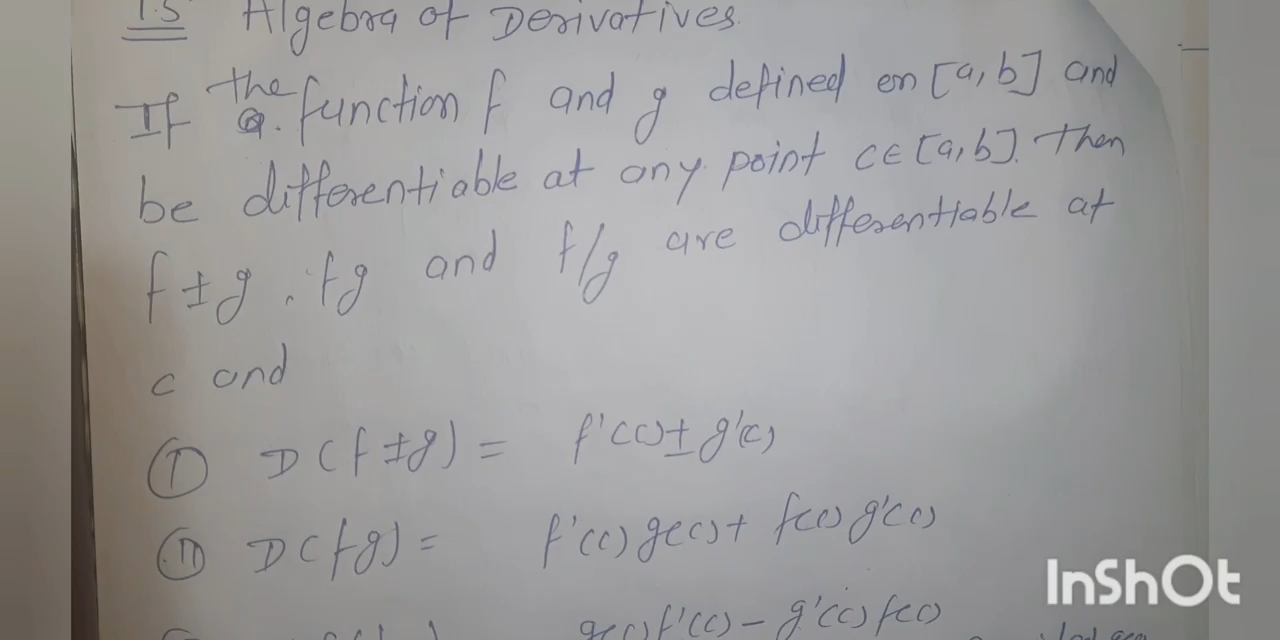 1.5 Algebra of Derivatives
If the function f and g defined on [a,b] and
be differentiable at any point c∈[a,b]. Then
f±g, fg and f/g are differentiable at
c and
(I) D(f±g) = f'(c)±g'(c)
(II) D(fg) = f'(c)g(c)+ f(c)g'(c)
g(c)f'(c)-g'(c)f(c)
InShOt